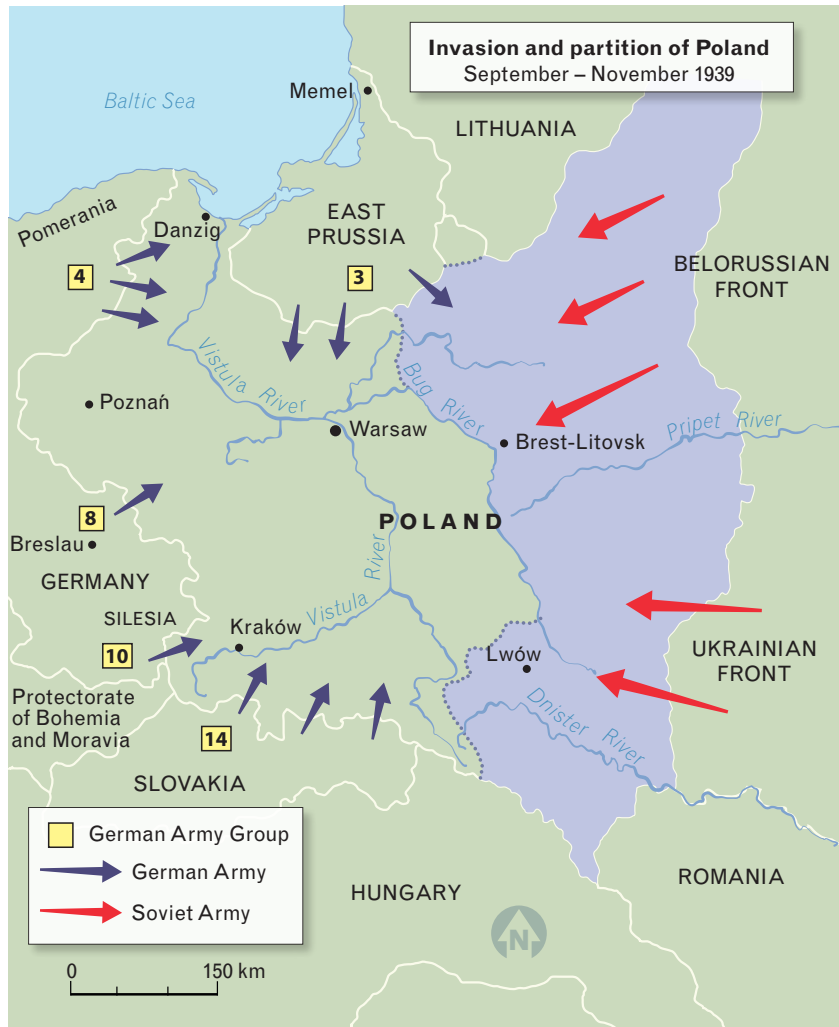 Invasion and partition of Poland
September – November 1939
Baltic Sea
Memel
LITHUANIA
Pomerania
Danzig
EAST
PRUSSIA
4
3
BELORUSSIAN
FRONT
Vistula River
Bug River
Poznań
Warsaw
Brest-Litovsk
Pripet River
8
Breslau
POLAND
GERMANY
SILESIA
Vistula River
Kraków
10
Lwów
UKRAINIAN
FRONT
Protectorate
of Bohemia
and Moravia
14
Dnister River
SLOVAKIA
German Army Group
German Army
Soviet Army
HUNGARY
ROMANIA
N
0 150 km